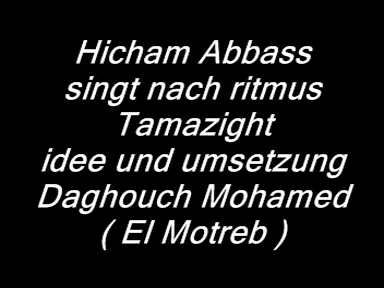 Hicham Abbass
singt nach ritmus
Tamazight
idee und umsetzung
Daghouch Mohamed
( El Motreb )